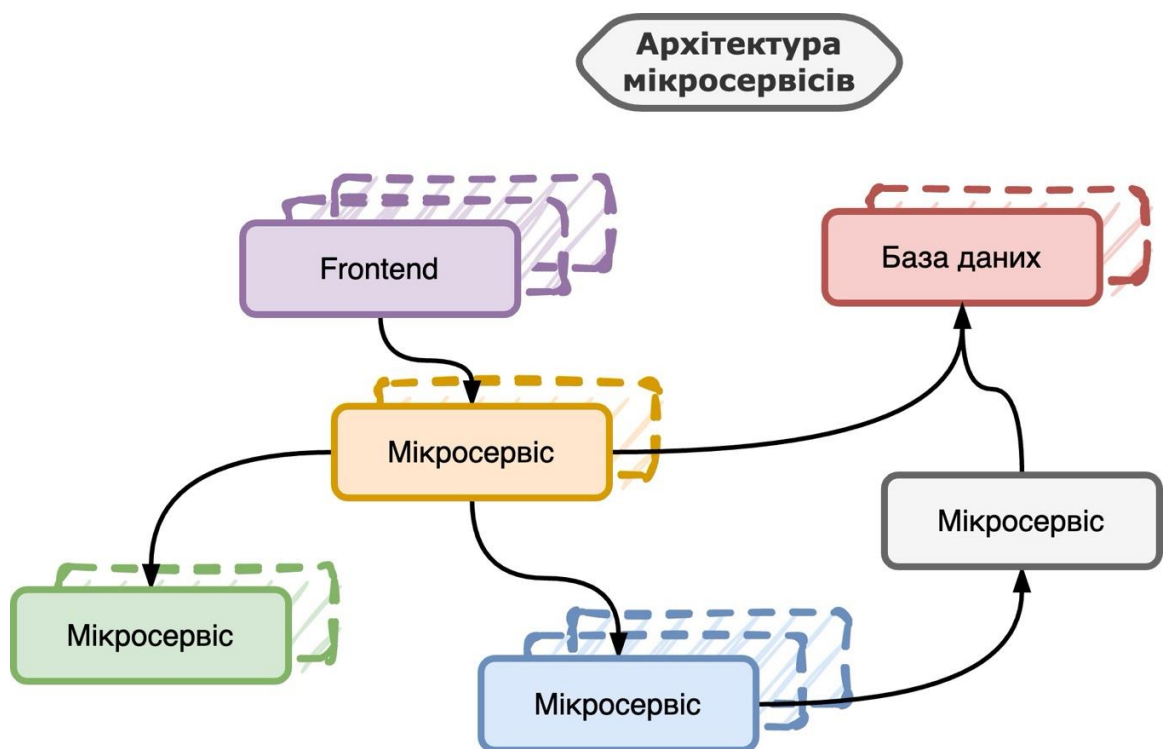 Архітектура
мікросервісів
Frontend
База даних
Мікросервіс
Мікросервіс
Мікросервіс
Мікросервіс